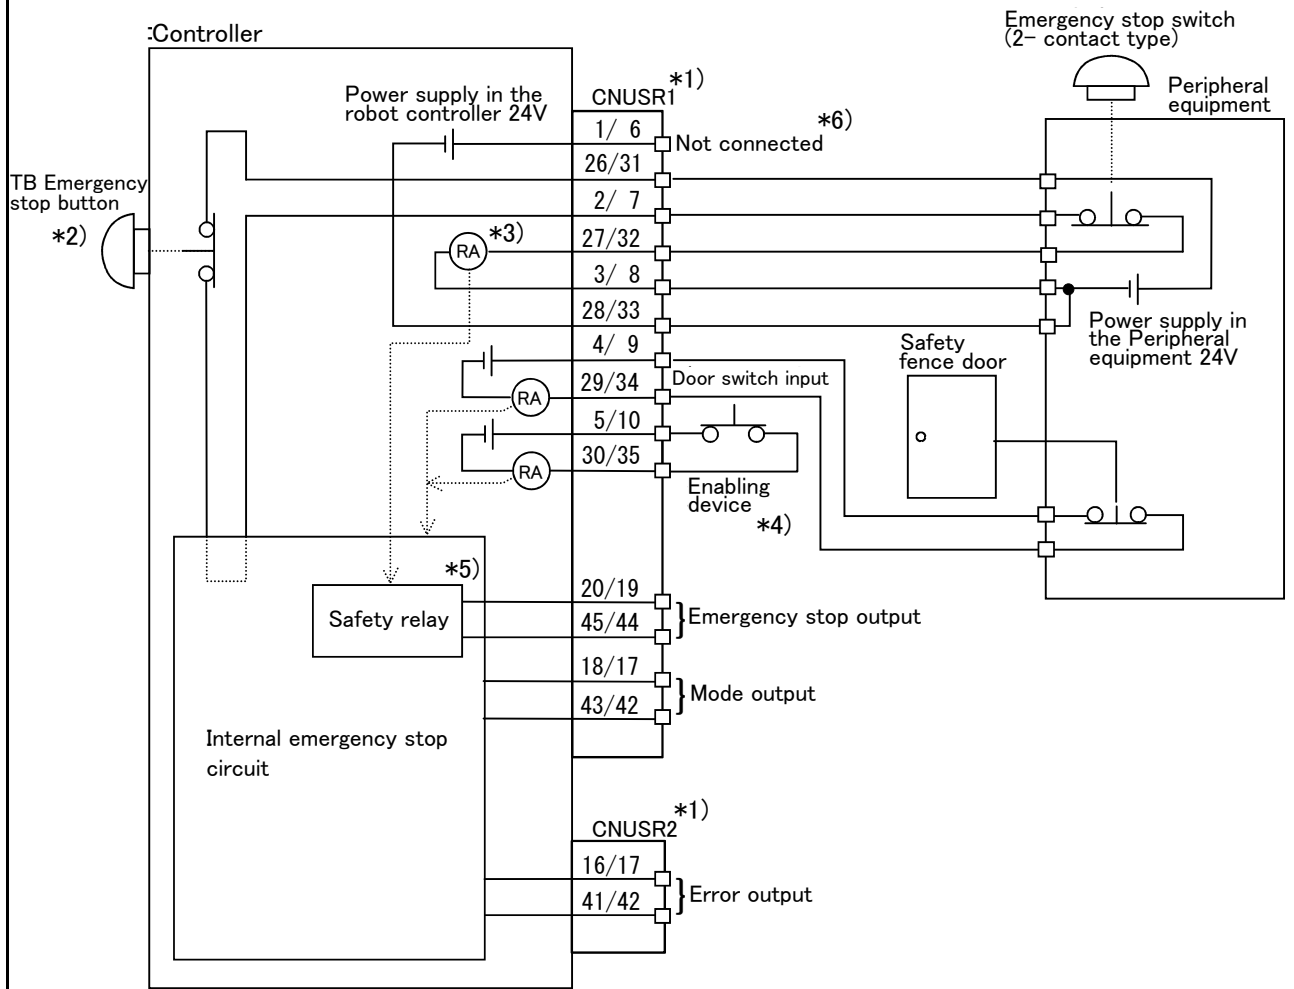 Emergency stop switch
(2- contact type)
:Controller
*1)
Peripheral
equipment
Power supply in the
robot controller 24V
CNUSR1
1/ 6
Not connected
*6)
26/31
TB Emergency
stop button
*2)
2/ 7
RA
*3)
27/32
3/ 8
28/33
Power supply in
the Peripheral
equipment 24V
4/ 9
Safety
fence door
29/34
Door switch input
RA
5/10
30/35
RA
Enabling
device
*4)
*5)
Safety relay
20/19
45/44
Emergency stop output
18/17
43/42
Mode output
Internal emergency stop
circuit
*1)
CNUSR2
16/17
41/42
Error output